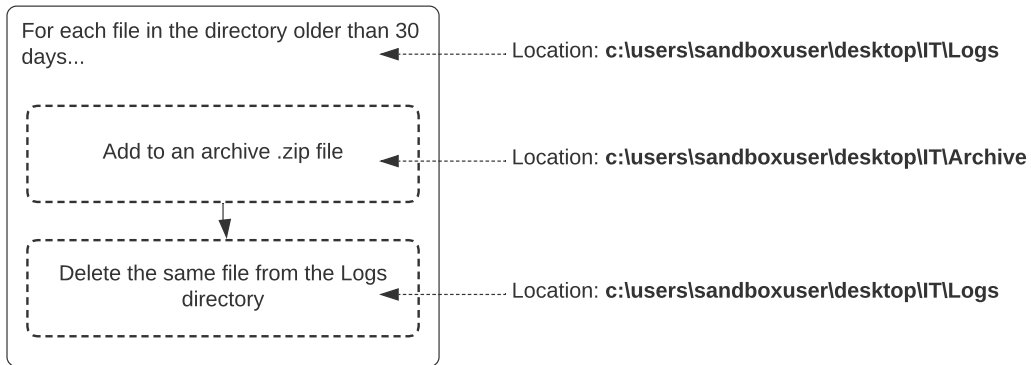 For each file in the directory older than 30
days...
Location: c:\users\sandboxuser\desktop\IT\Logs
Add to an archive .zip file
Location: c:\users\sandboxuser\desktop\IT\Archive
Delete the same file from the Logs
directory
Location: c:\users\sandboxuser\desktop\IT\Logs